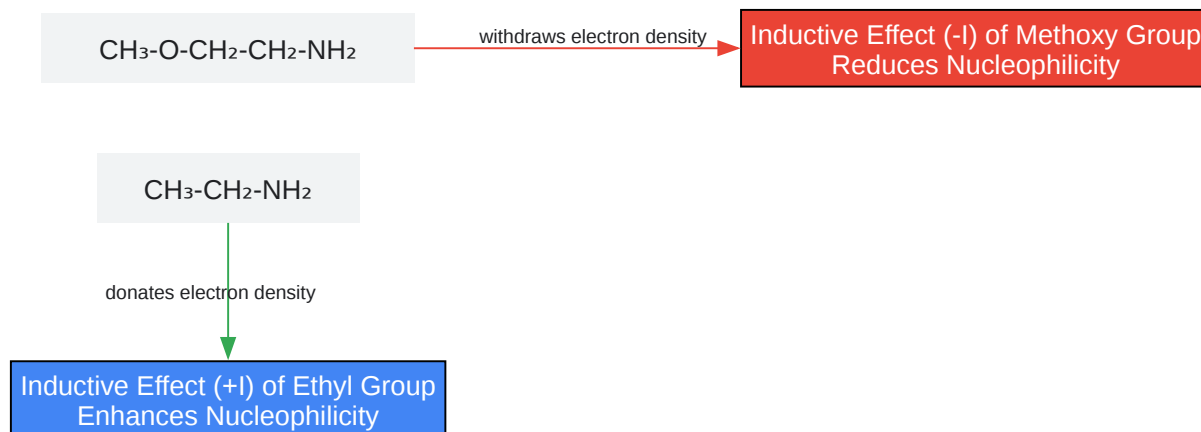 CH₃-O-CH₂-CH₂-NH₂
withdraws electron density
Inductive Effect (-I) of Methoxy Group
Reduces Nucleophilicity
CH₃-CH₂-NH₂
donates electron density
Inductive Effect (+I) of Ethyl Group
Enhances Nucleophilicity